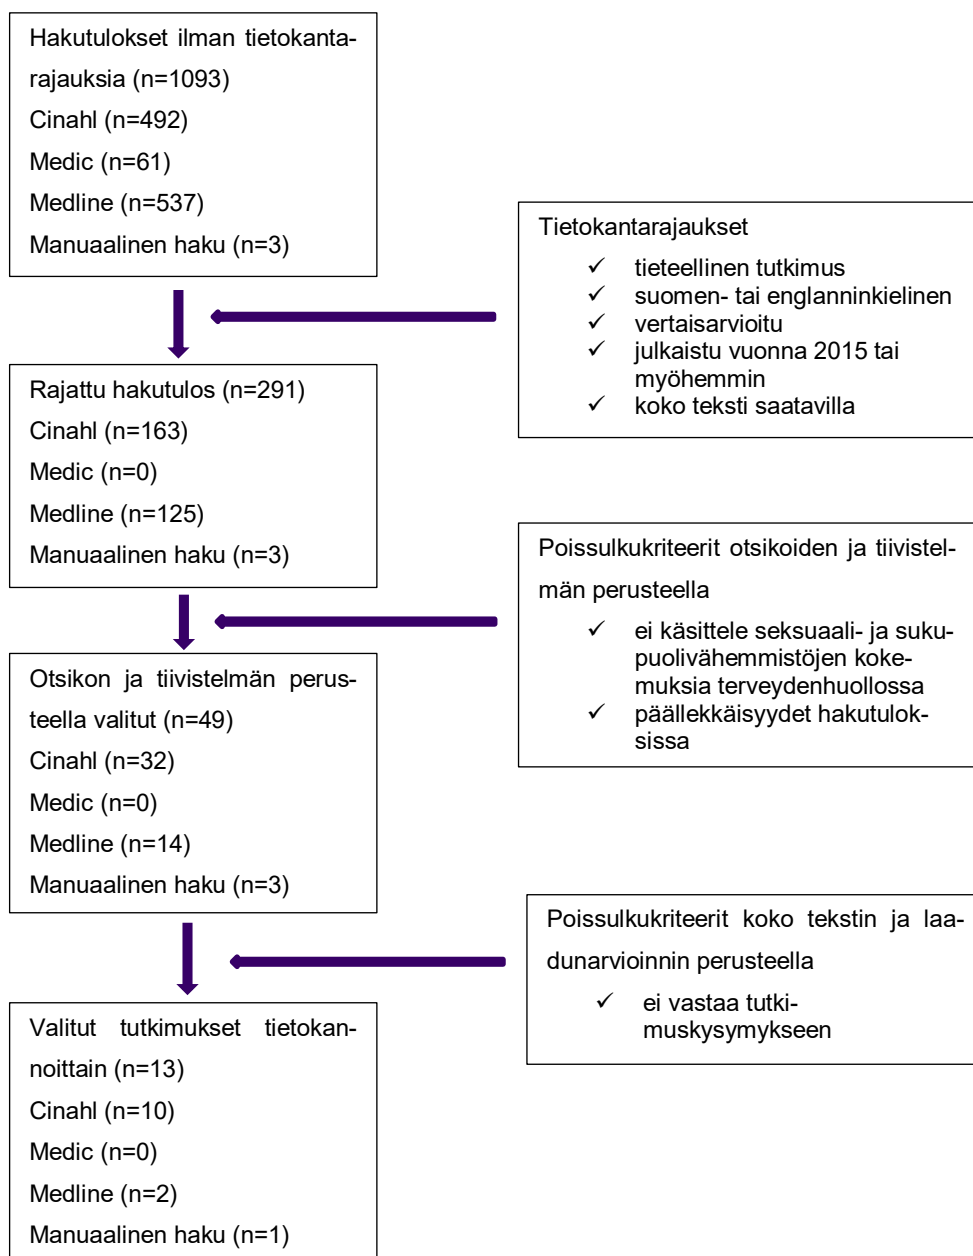 Hakutulokset ilman tietokanta-
rajauksia (n=1093)
Cinahl (n=492)
Medic (n=61)
Medline (n=537)
Manuaalinen haku (n=3)
Tietokantarajaukset
✓ tieteellinen tutkimus
✓ suomen- tai englanninkielinen
✓ vertaisarvioitu
✓ julkaistu vuonna 2015 tai
myöhemmin
✓ koko teksti saatavilla
Rajattu hakutulos (n=291)
Cinahl (n=163)
Medic (n=0)
Medline (n=125)
Manuaalinen haku (n=3)
Poissulkukriteerit otsikoiden ja tiivistel-
män perusteella
✓ ei käsittele seksuaali- ja suku-
puolivähemmistöjen koke-
muksia terveydenhuollossa
✓ päällekkäisyydet hakutulok-
sissa
Otsikon ja tiivistelmän perus-
teella valitut (n=49)
Cinahl (n=32)
Medic (n=0)
Medline (n=14)
Manuaalinen haku (n=3)
Poissulkukriteerit koko tekstin ja laa-
dunarvioinnin perusteella
✓ ei vastaa tutki-
muskysymykseen
Valitut tutkimukset tietokan-
noittain (n=13)
Cinahl (n=10)
Medic (n=0)
Medline (n=2)
Manuaalinen haku (n=1)